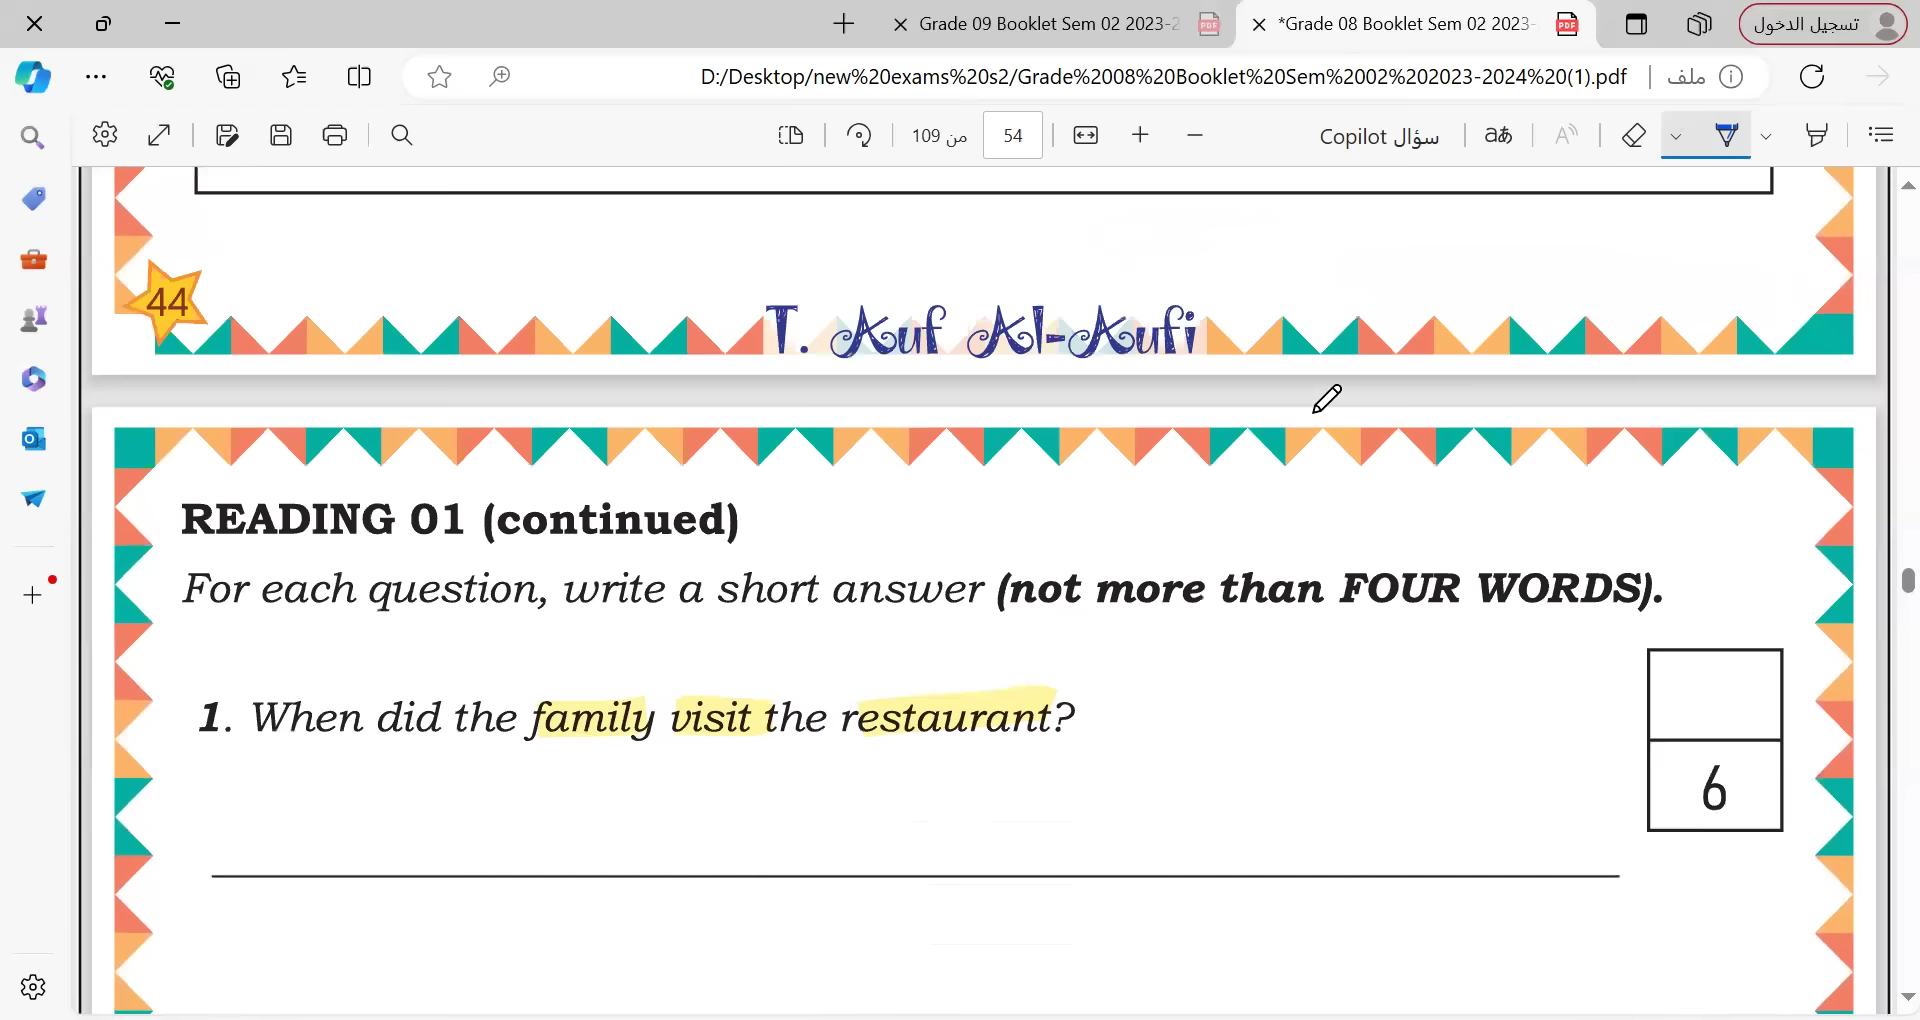 Grade 09 Booklet Sem 02 2023-2
*Grade 08 Booklet Sem 02 2023-
تسجيل الدخول
D:/Desktop/new%20exams%20s2/Grade%2008%20Booklet%20Sem%2002%202023-2024%20(1).pdf
ملف
54 من 109
سؤال Copilot
aあ
44
T. Auf Al-Aufi
READING 01 (continued)
For each question, write a short answer (not more than FOUR WORDS).
1. When did the family visit the restaurant?
6